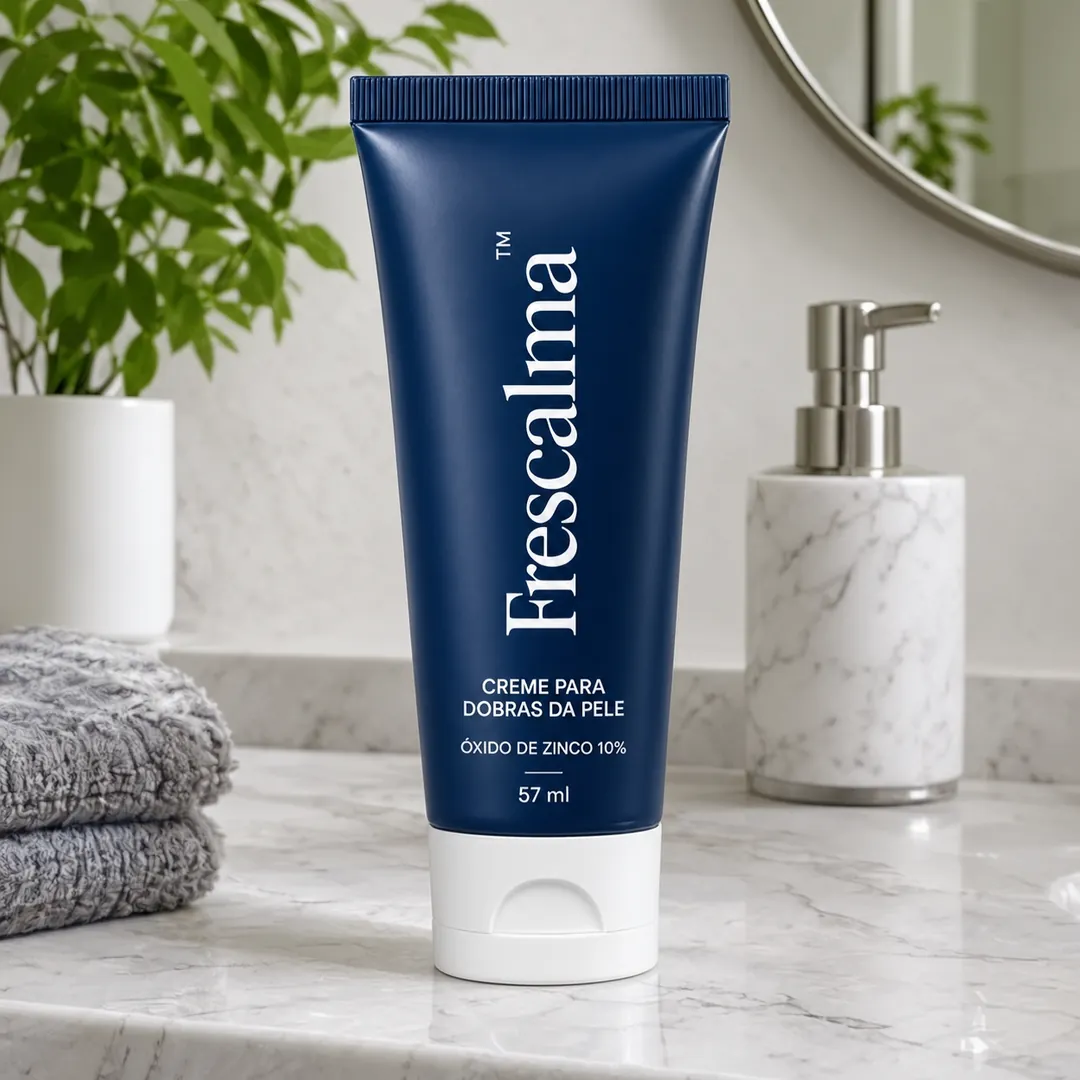 Frescalma™
CREME PARA
DOBRAS DA PELE
ÓXIDO DE ZINCO 10%
57 ml